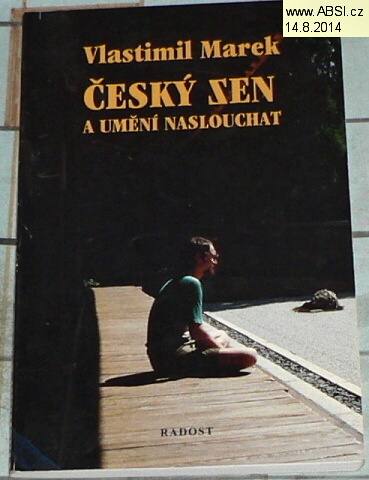 www.ABSI.cz
14.8.2014
Vlastimil Marek
ČESKÝ ZEN
A UMĚNÍ NASLOUCHAT
RADOST